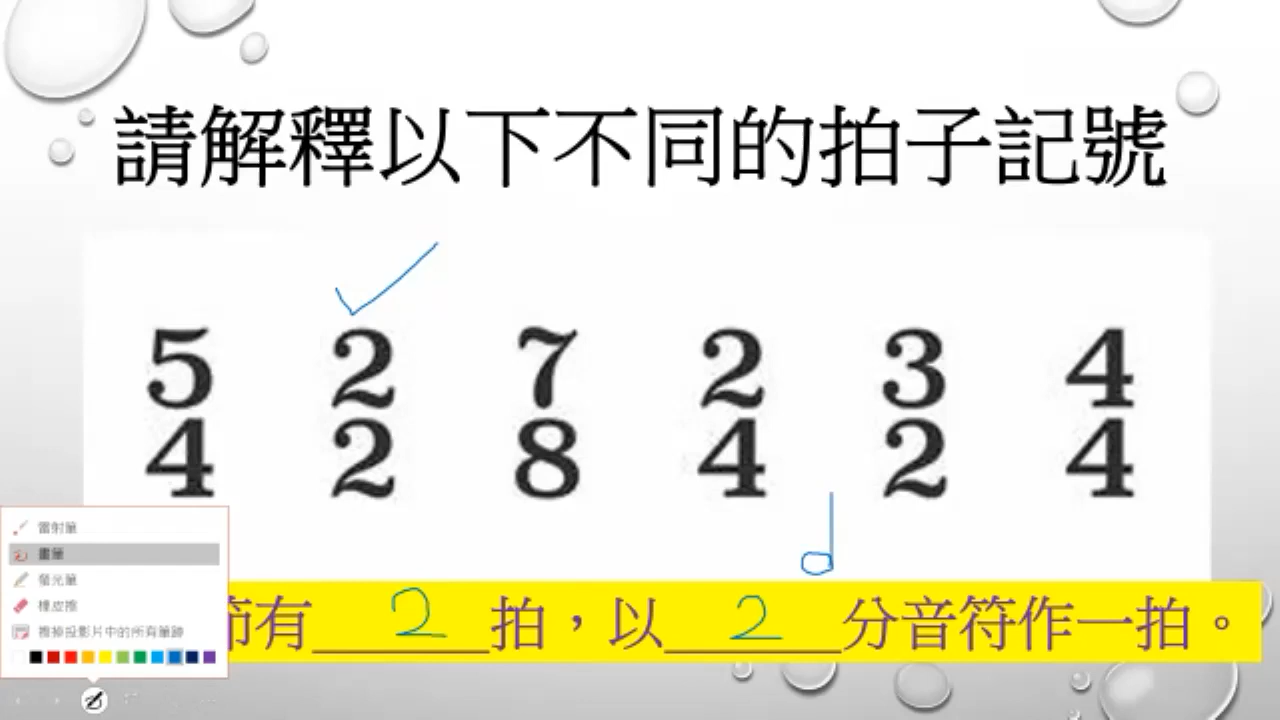 請解釋以下不同的拍子記號
5 2 7 2 3 4
4 2 8 4 2 4
雷射筆
畫筆
螢光筆
橡皮擦
擦掉投影片中的所有筆跡
節有 2 拍，以 2 分音符作一拍。